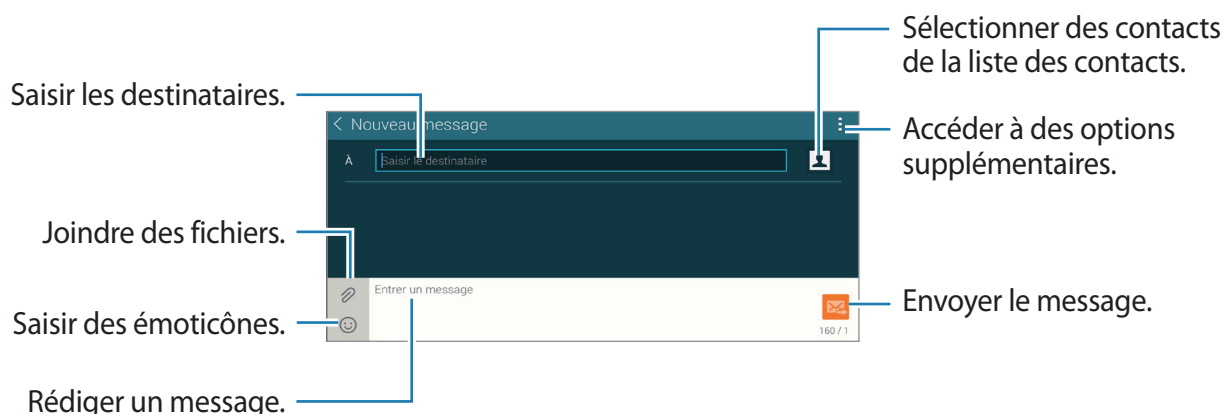 Sélectionner des contacts
de la liste des contacts.
Saisir les destinataires.
Nouveau message
Accéder à des options
supplémentaires.
À
Saisir le destinataire
Joindre des fichiers.
Entrer un message
Envoyer le message.
Saisir des émoticônes.
160 / 1
Rédiger un message.